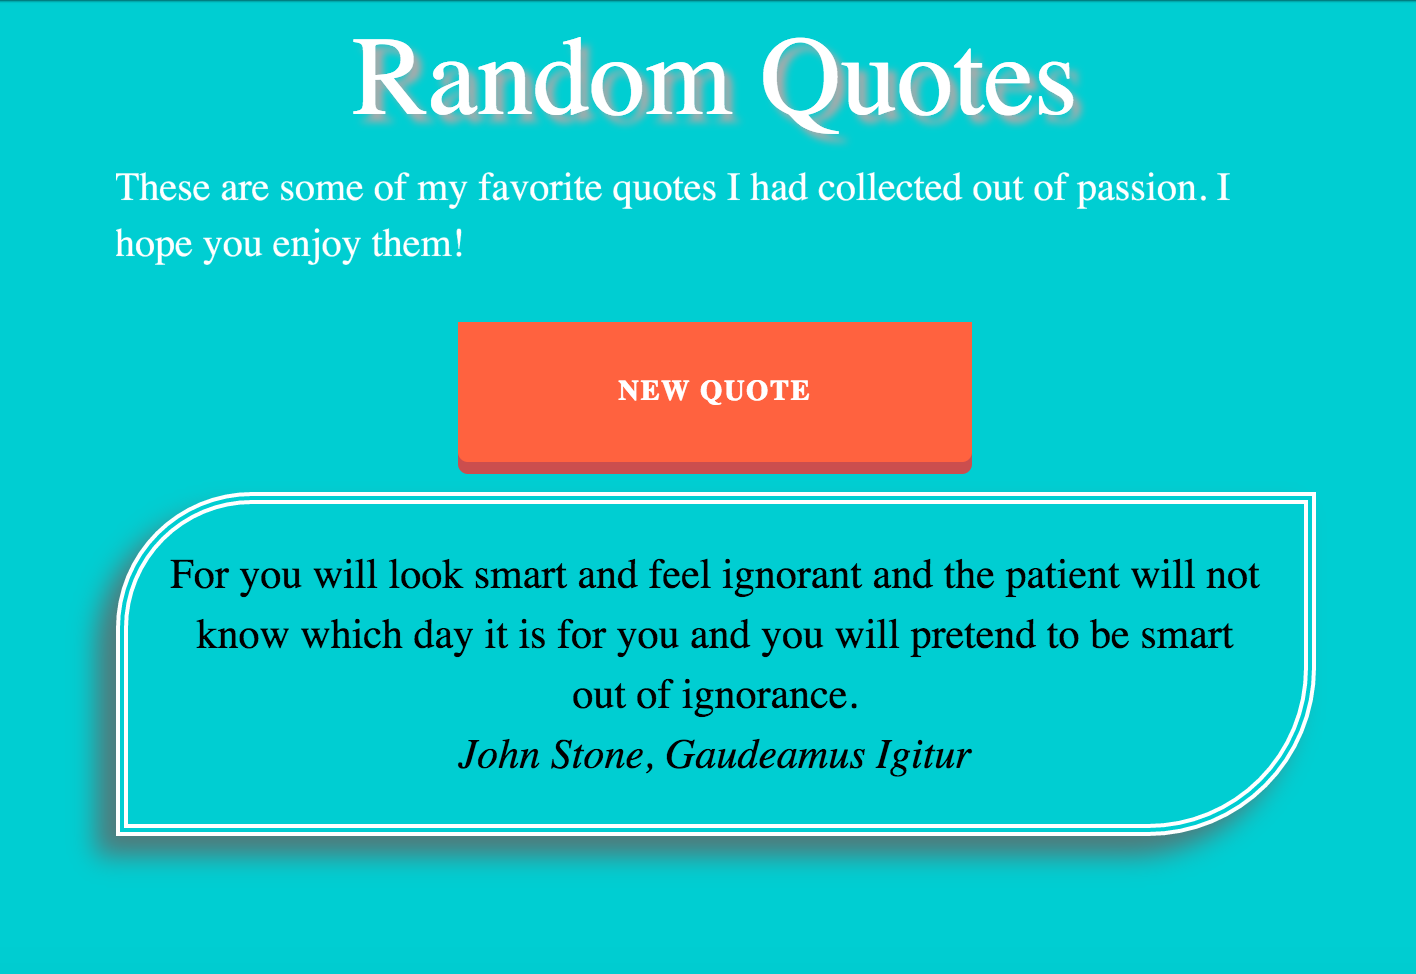 Random Quotes
These are some of my favorite quotes I had collected out of passion. I
hope you enjoy them!
NEW QUOTE
For you will look smart and feel ignorant and the patient will not
know which day it is for you and you will pretend to be smart
out of ignorance.
John Stone, Gaudeamus Igitur